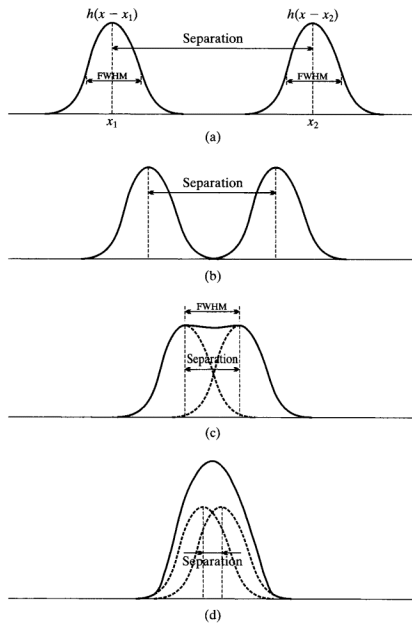 h(x − x₁) h(x − x₂)
Separation
FWHM FWHM
x₁ x₂
(a)
Separation
(b)
FWHM
Separation
(c)
Separation
(d)